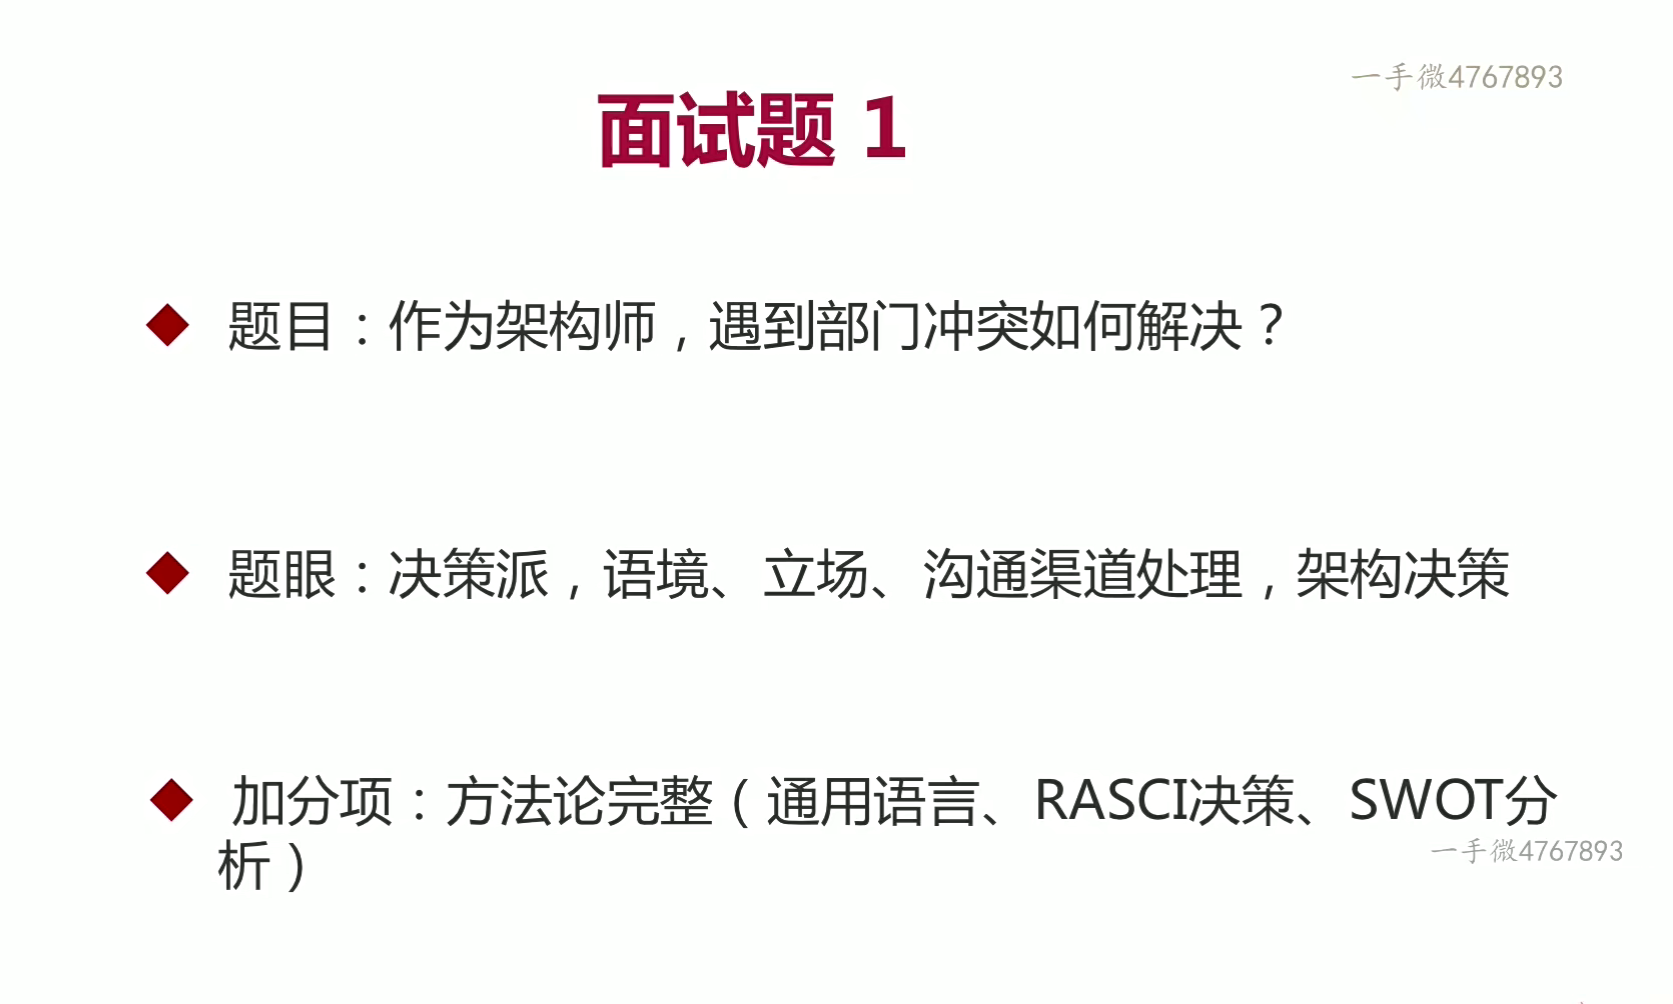 一手微4767893
面试题 1
题目：作为架构师，遇到部门冲突如何解决？
题眼：决策派，语境、立场、沟通渠道处理，架构决策
加分项：方法论完整（通用语言、RASCI决策、SWOT分
析）
一手微4767893